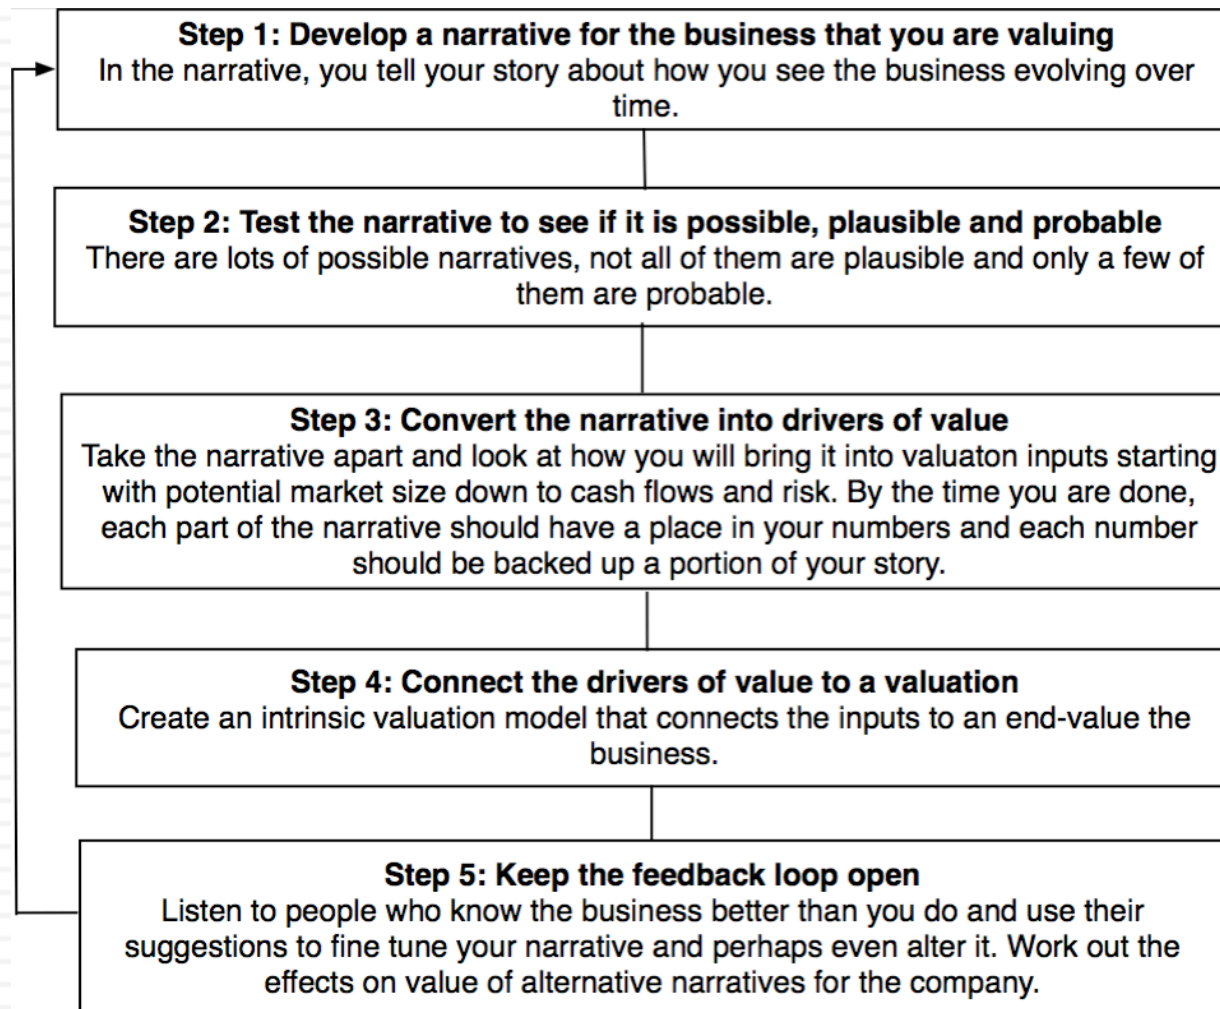 Step 1: Develop a narrative for the business that you are valuing
In the narrative, you tell your story about how you see the business evolving over
time.
Step 2: Test the narrative to see if it is possible, plausible and probable
There are lots of possible narratives, not all of them are plausible and only a few of
them are probable.
Step 3: Convert the narrative into drivers of value
Take the narrative apart and look at how you will bring it into valuaton inputs starting
with potential market size down to cash flows and risk. By the time you are done,
each part of the narrative should have a place in your numbers and each number
should be backed up a portion of your story.
Step 4: Connect the drivers of value to a valuation
Create an intrinsic valuation model that connects the inputs to an end-value the
business.
Step 5: Keep the feedback loop open
Listen to people who know the business better than you do and use their
suggestions to fine tune your narrative and perhaps even alter it. Work out the
effects on value of alternative narratives for the company.